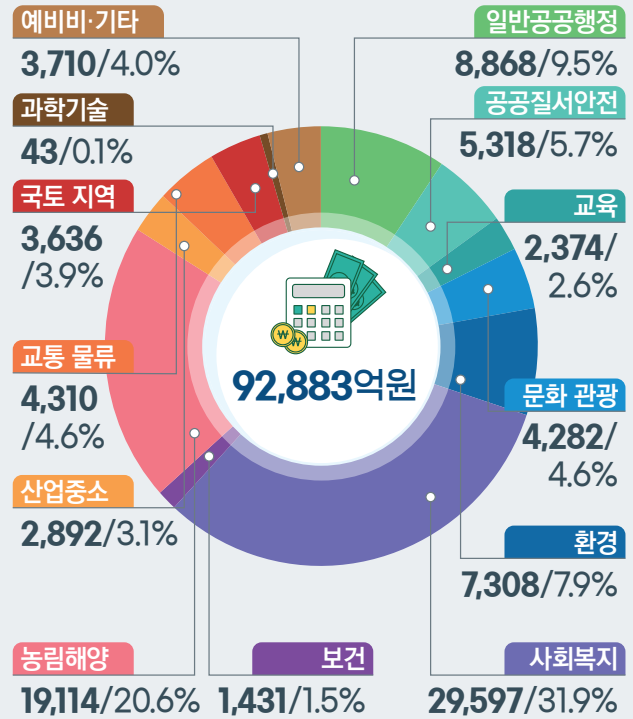 예비비·기타
3,710/4.0%
과학기술
43/0.1%
국토 지역
3,636
/3.9%
교통 물류
4,310
/4.6%
산업중소
2,892/3.1%
농림해양
19,114/20.6%
보건
1,431/1.5%
92,883억원
₩
₩
일반공공행정
8,868/9.5%
공공질서안전
5,318/5.7%
교육
2,374/
2.6%
문화 관광
4,282/
4.6%
환경
7,308/7.9%
사회복지
29,597/31.9%